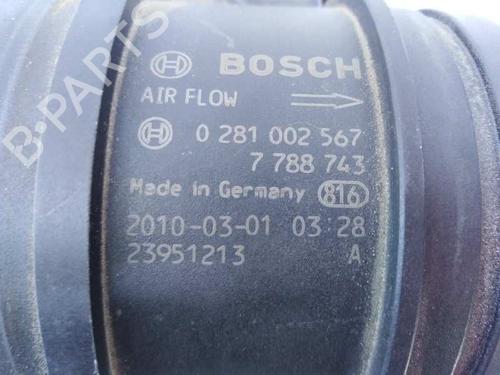 BOSCH
AIR FLOW
0 281 002 567
7 788 743
Made in Germany 816
2010-03-01 03:28
23951213 A
B-PARTS